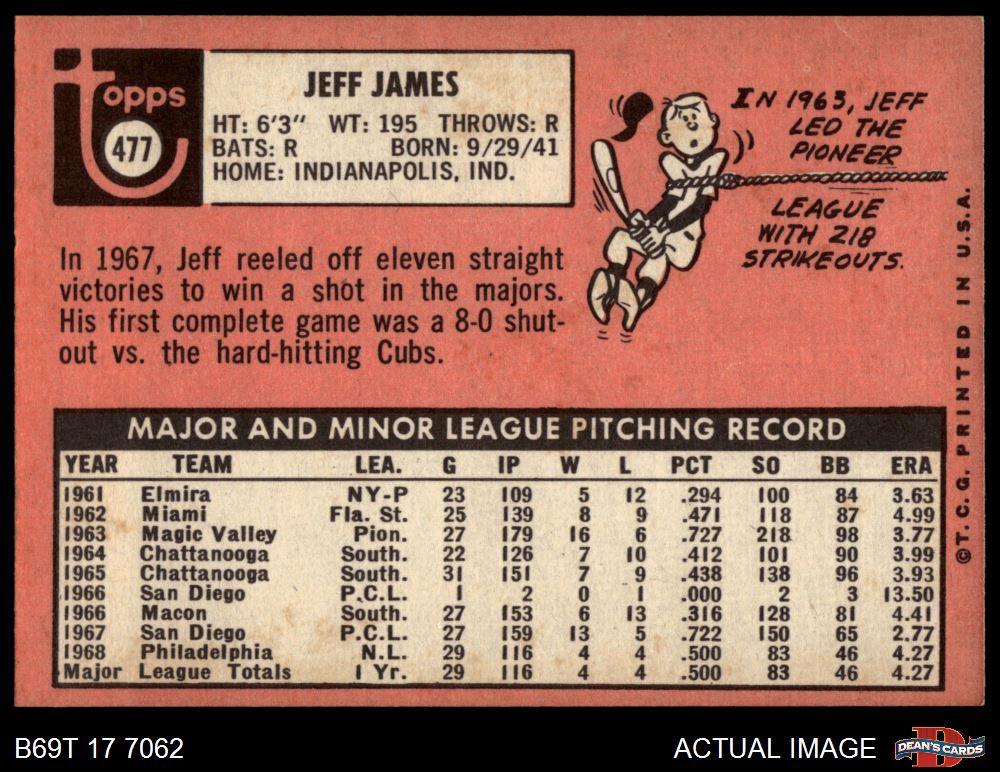 Topps
477
JEFF JAMES
HT: 6'3" WT: 195 THROWS: R
BATS: R BORN: 9/29/41
HOME: INDIANAPOLIS, IND.
IN 1963, JEFF
LED THE
PIONEER
LEAGUE
WITH 218
STRIKEOUTS.
In 1967, Jeff reeled off eleven straight
victories to win a shot in the majors.
His first complete game was a 8-0 shut-
out vs. the hard-hitting Cubs.
MAJOR AND MINOR LEAGUE PITCHING RECORD
YEAR TEAM LEA. G IP W L PCT SO BB ERA
1961 Elmira NY-P 23 109 5 12 .294 100 84 3.63
1962 Miami Fla. St. 25 139 8 9 .471 118 87 4.99
1963 Magic Valley Pion. 27 179 16 6 .727 218 98 3.77
1964 Chattanooga South. 22 126 7 10 .412 101 90 3.99
1965 Chattanooga South. 31 151 7 9 .438 138 96 3.93
1966 San Diego P.C.L. 1 2 0 1 .000 2 3 13.50
1966 Macon South. 27 153 6 13 .316 128 81 4.41
1967 San Diego P.C.L. 27 159 13 5 .722 150 65 2.77
1968 Philadelphia N.L. 29 116 4 4 .500 83 46 4.27
Major League Totals 1 Yr. 29 116 4 4 .500 83 46 4.27
©T.C.G. PRINTED IN U.S.A.
B69T 17 7062 ACTUAL IMAGE DEAN'S CARDS